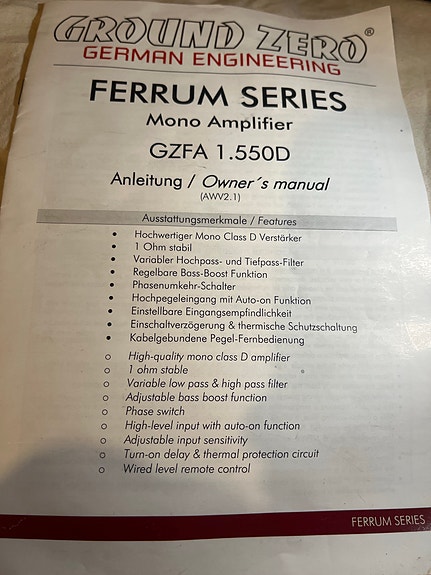 GROUND ZERO®
GERMAN ENGINEERING
FERRUM SERIES
Mono Amplifier
GZFA 1.550D
Anleitung / Owner´s manual
(AWV2.1)
Ausstattungsmerkmale / Features
• Hochwertiger Mono Class D Verstärker
• 1 Ohm stabil
• Variabler Hochpass- und Tiefpass-Filter
• Regelbare Bass-Boost Funktion
• Phasenumkehr-Schalter
• Hochpegeleingang mit Auto-on Funktion
• Einstellbare Eingangsempfindlichkeit
• Einschaltverzögerung & thermische Schutzschaltung
• Kabelgebundene Pegel-Fernbedienung
o High-quality mono class D amplifier
o 1 ohm stable
o Variable low pass & high pass filter
o Adjustable bass boost function
o Phase switch
o High-level input with auto-on function
o Adjustable input sensitivity
o Turn-on delay & thermal protection circuit
o Wired level remote control
FERRUM SERIES